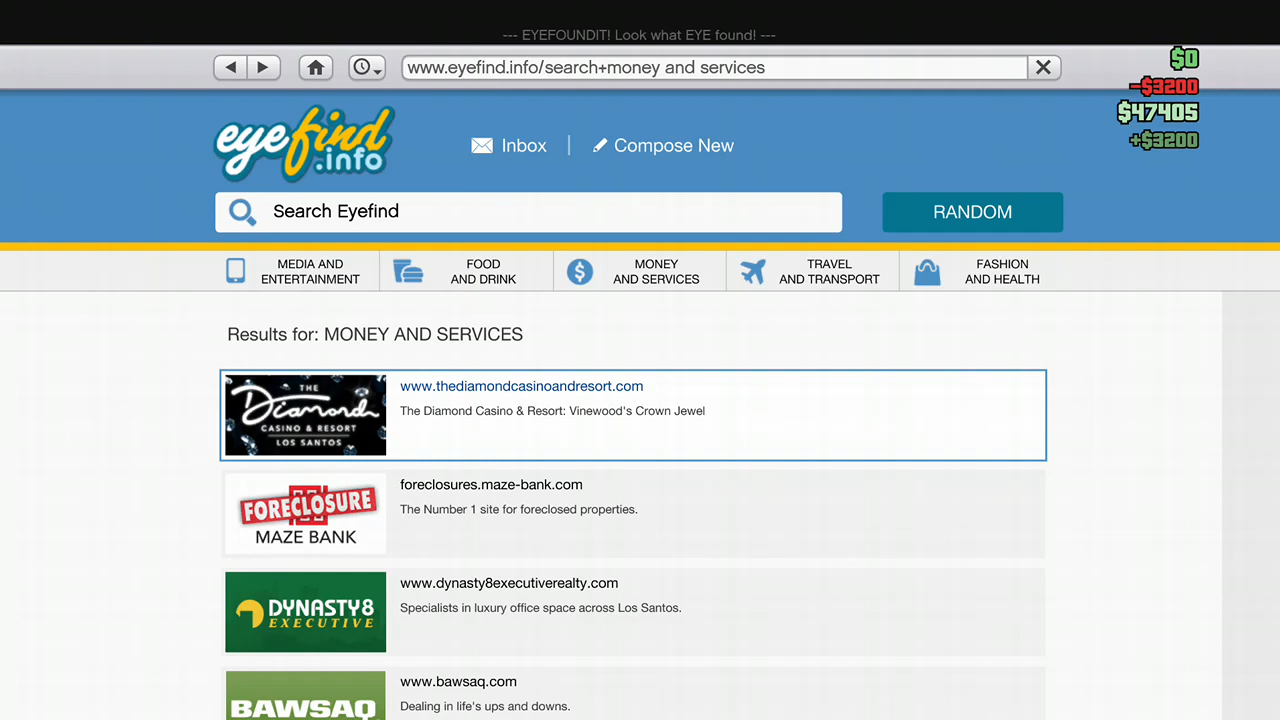 --- EYEFOUNDIT! Look what EYE found! ---
www.eyefind.info/search+money and services
$0
-$3200
$47405
+$3200
eyefind
.info
Inbox
Compose New
Search Eyefind
RANDOM
MEDIA AND
ENTERTAINMENT
FOOD
AND DRINK
MONEY
AND SERVICES
TRAVEL
AND TRANSPORT
FASHION
AND HEALTH
Results for: MONEY AND SERVICES
THE
Diamond
CASINO & RESORT
LOS SANTOS
www.thediamondcasinoandresort.com
The Diamond Casino & Resort: Vinewood's Crown Jewel
FORECLOSURE
MAZE BANK
foreclosures.maze-bank.com
The Number 1 site for foreclosed properties.
DYNASTY8
EXECUTIVE
www.dynasty8executiverealty.com
Specialists in luxury office space across Los Santos.
BAWSAQ
www.bawsaq.com
Dealing in life's ups and downs.